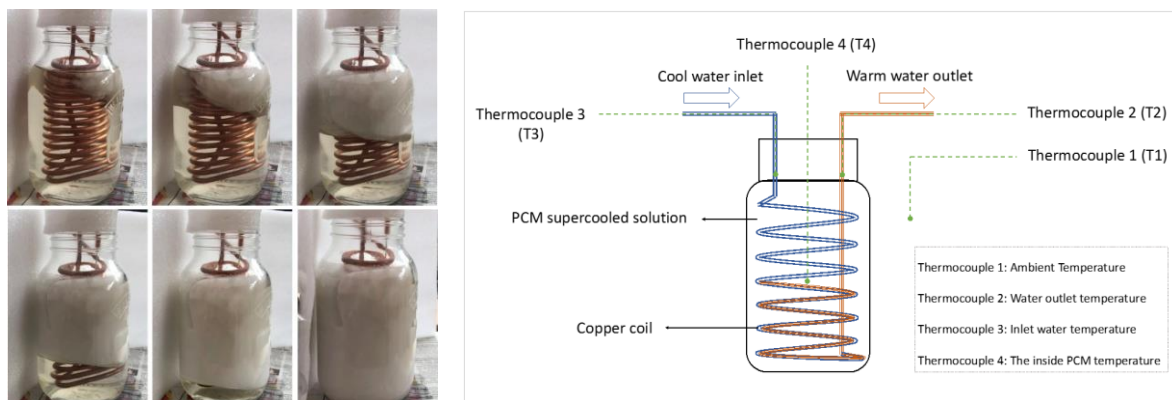 Thermocouple 4 (T4)
Cool water inlet
Warm water outlet
Thermocouple 3
(T3)
Thermocouple 2 (T2)
Thermocouple 1 (T1)
PCM supercooled solution
Copper coil
Thermocouple 1: Ambient Temperature
Thermocouple 2: Water outlet temperature
Thermocouple 3: Inlet water temperature
Thermocouple 4: The inside PCM temperature